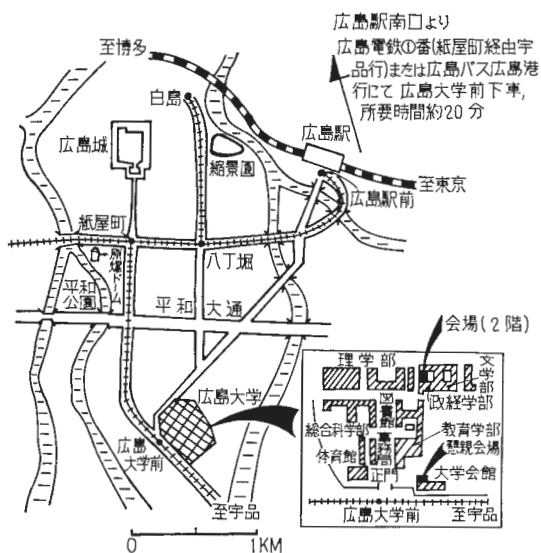 広島駅南口より
広島電鉄①番(紙屋町経由宇
品行)または広島バス広島港
行にて広島大学前下車,
所要時間約20分
至博多
白島
広島城
縮景園
広島駅
広島駅前
至東京
紙屋町
八丁堀
原爆ドーム
平和
公園
平和大通
会場(2階)
広島大学
広島
大学前
至宇品
0 1KM
理学部
文学部
政経学部
図書館
総合科学部
事務局
教育学部
体育館
懇親会場
正門
大学会館
広島大学前
至宇品